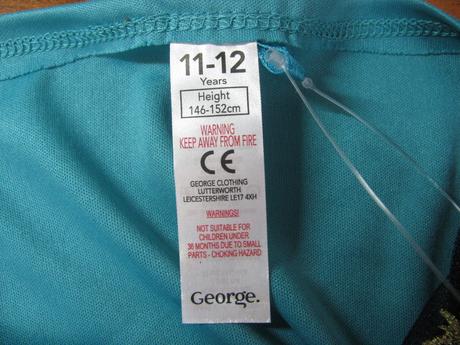 11-12
Years
Height
146-152cm
WARNING
KEEP AWAY FROM FIRE
CE
GEORGE CLOTHING
LUTTERWORTH
LEICESTERSHIRE LE17 4XH
WARNINGS!
NOT SUITABLE FOR
CHILDREN UNDER
36 MONTHS DUE TO SMALL
PARTS - CHOKING HAZARD
George.